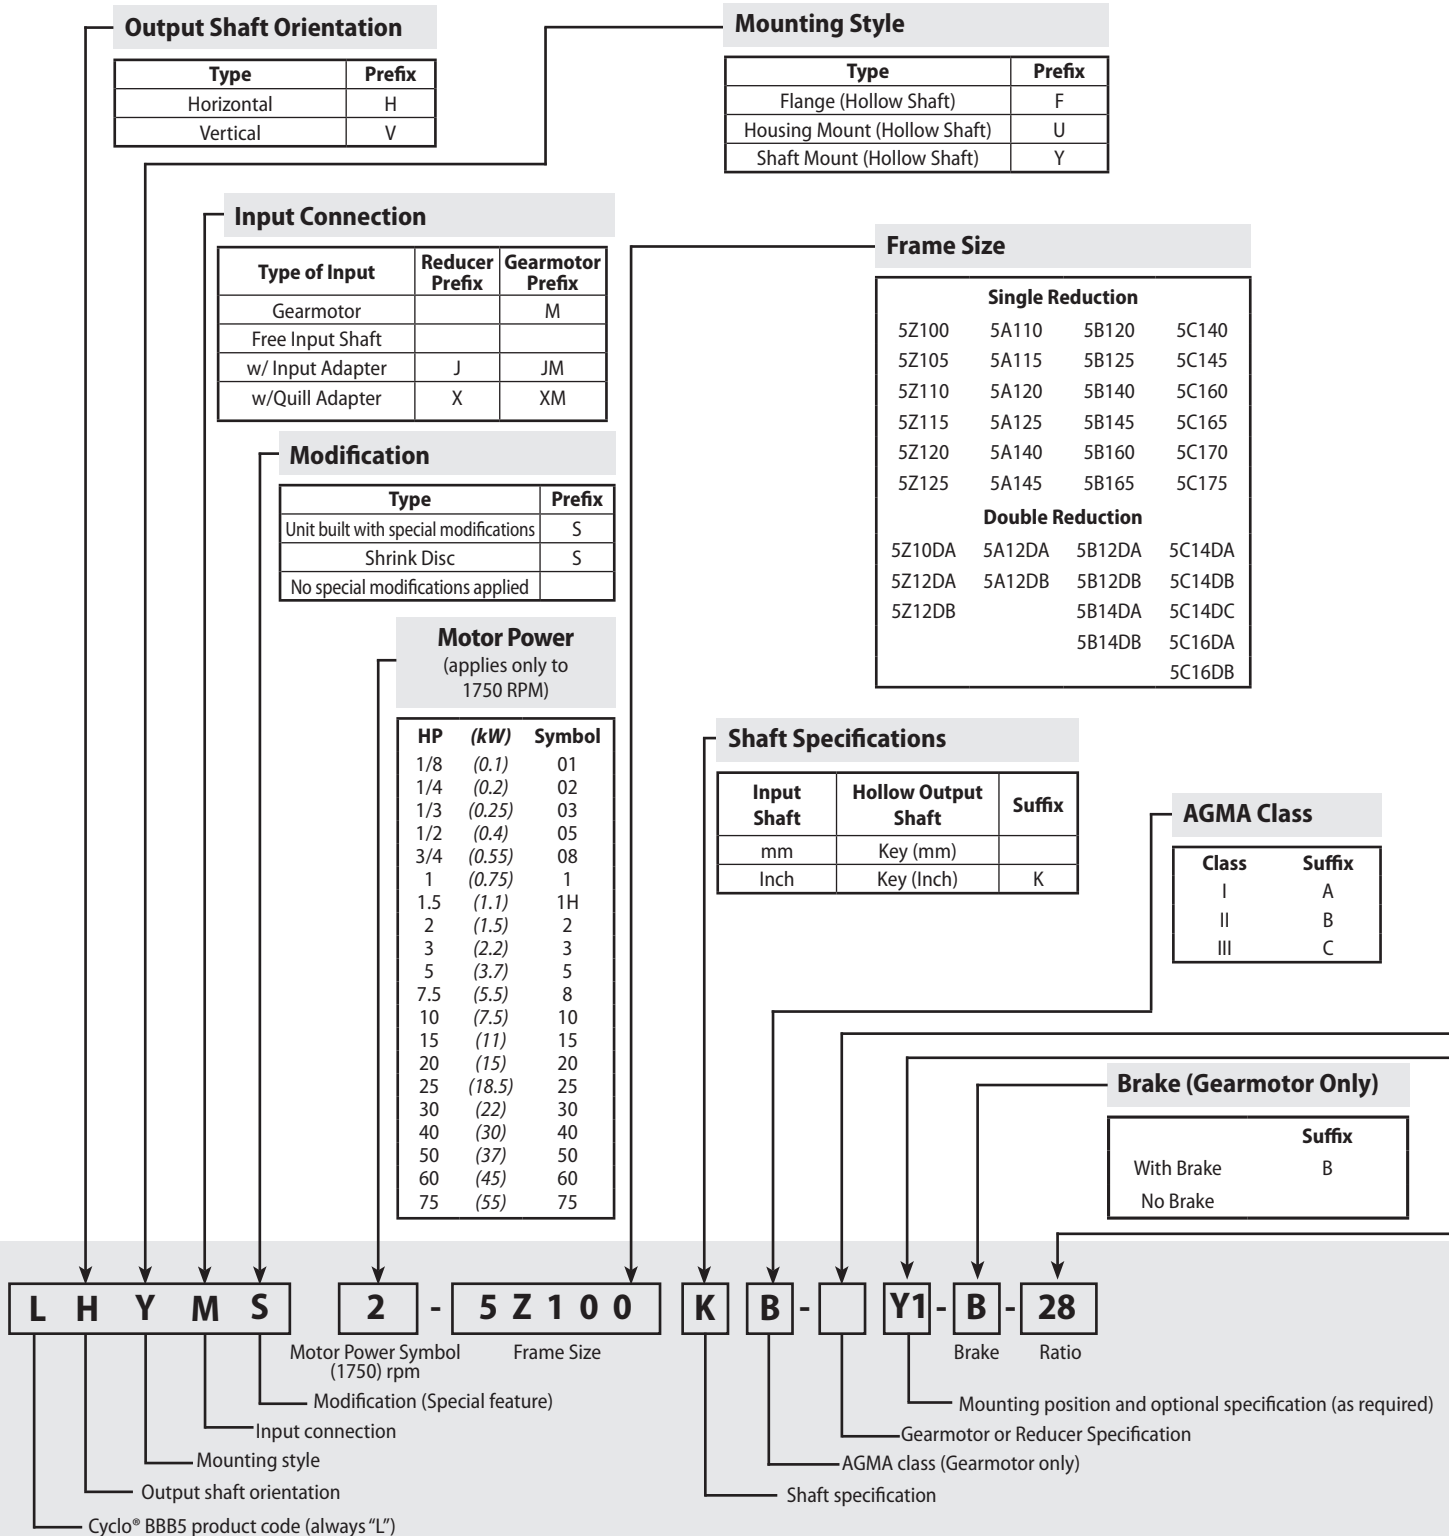 Output Shaft Orientation
Type Prefix
Horizontal H
Vertical V
Mounting Style
Type Prefix
Flange (Hollow Shaft) F
Housing Mount (Hollow Shaft) U
Shaft Mount (Hollow Shaft) Y
Input Connection
Type of Input Reducer Prefix Gearmotor Prefix
Gearmotor M
Free Input Shaft
w/ Input Adapter J JM
w/Quill Adapter X XM
Frame Size
Single Reduction
5Z100 5A110 5B120 5C140
5Z105 5A115 5B125 5C145
5Z110 5A120 5B140 5C160
5Z115 5A125 5B145 5C165
5Z120 5A140 5B160 5C170
5Z125 5A145 5B165 5C175
Double Reduction
5Z10DA 5A12DA 5B12DA 5C14DA
5Z12DA 5A12DB 5B12DB 5C14DB
5Z12DB 5B14DA 5C14DC
5B14DB 5C16DA
5C16DB
Modification
Type Prefix
Unit built with special modifications S
Shrink Disc S
No special modifications applied
Motor Power
(applies only to
1750 RPM)
HP (kW) Symbol
1/8 (0.1) 01
1/4 (0.2) 02
1/3 (0.25) 03
1/2 (0.4) 05
3/4 (0.55) 08
1 (0.75) 1
1.5 (1.1) 1H
2 (1.5) 2
3 (2.2) 3
5 (3.7) 5
7.5 (5.5) 8
10 (7.5) 10
15 (11) 15
20 (15) 20
25 (18.5) 25
30 (22) 30
40 (30) 40
50 (37) 50
60 (45) 60
75 (55) 75
Shaft Specifications
Input Shaft Hollow Output Shaft Suffix
mm Key (mm)
Inch Key (Inch) K
AGMA Class
Class Suffix
I A
II B
III C
Brake (Gearmotor Only)
Suffix
With Brake B
No Brake
L H Y M S 2 - 5 Z 1 0 0 K B - Y1 - B - 28
Motor Power Symbol
(1750) rpm
Frame Size
Brake
Ratio
Modification (Special feature)
Mounting position and optional specification (as required)
Input connection
Gearmotor or Reducer Specification
Mounting style
AGMA class (Gearmotor only)
Output shaft orientation
Shaft specification
Cyclo® BBB5 product code (always "L")